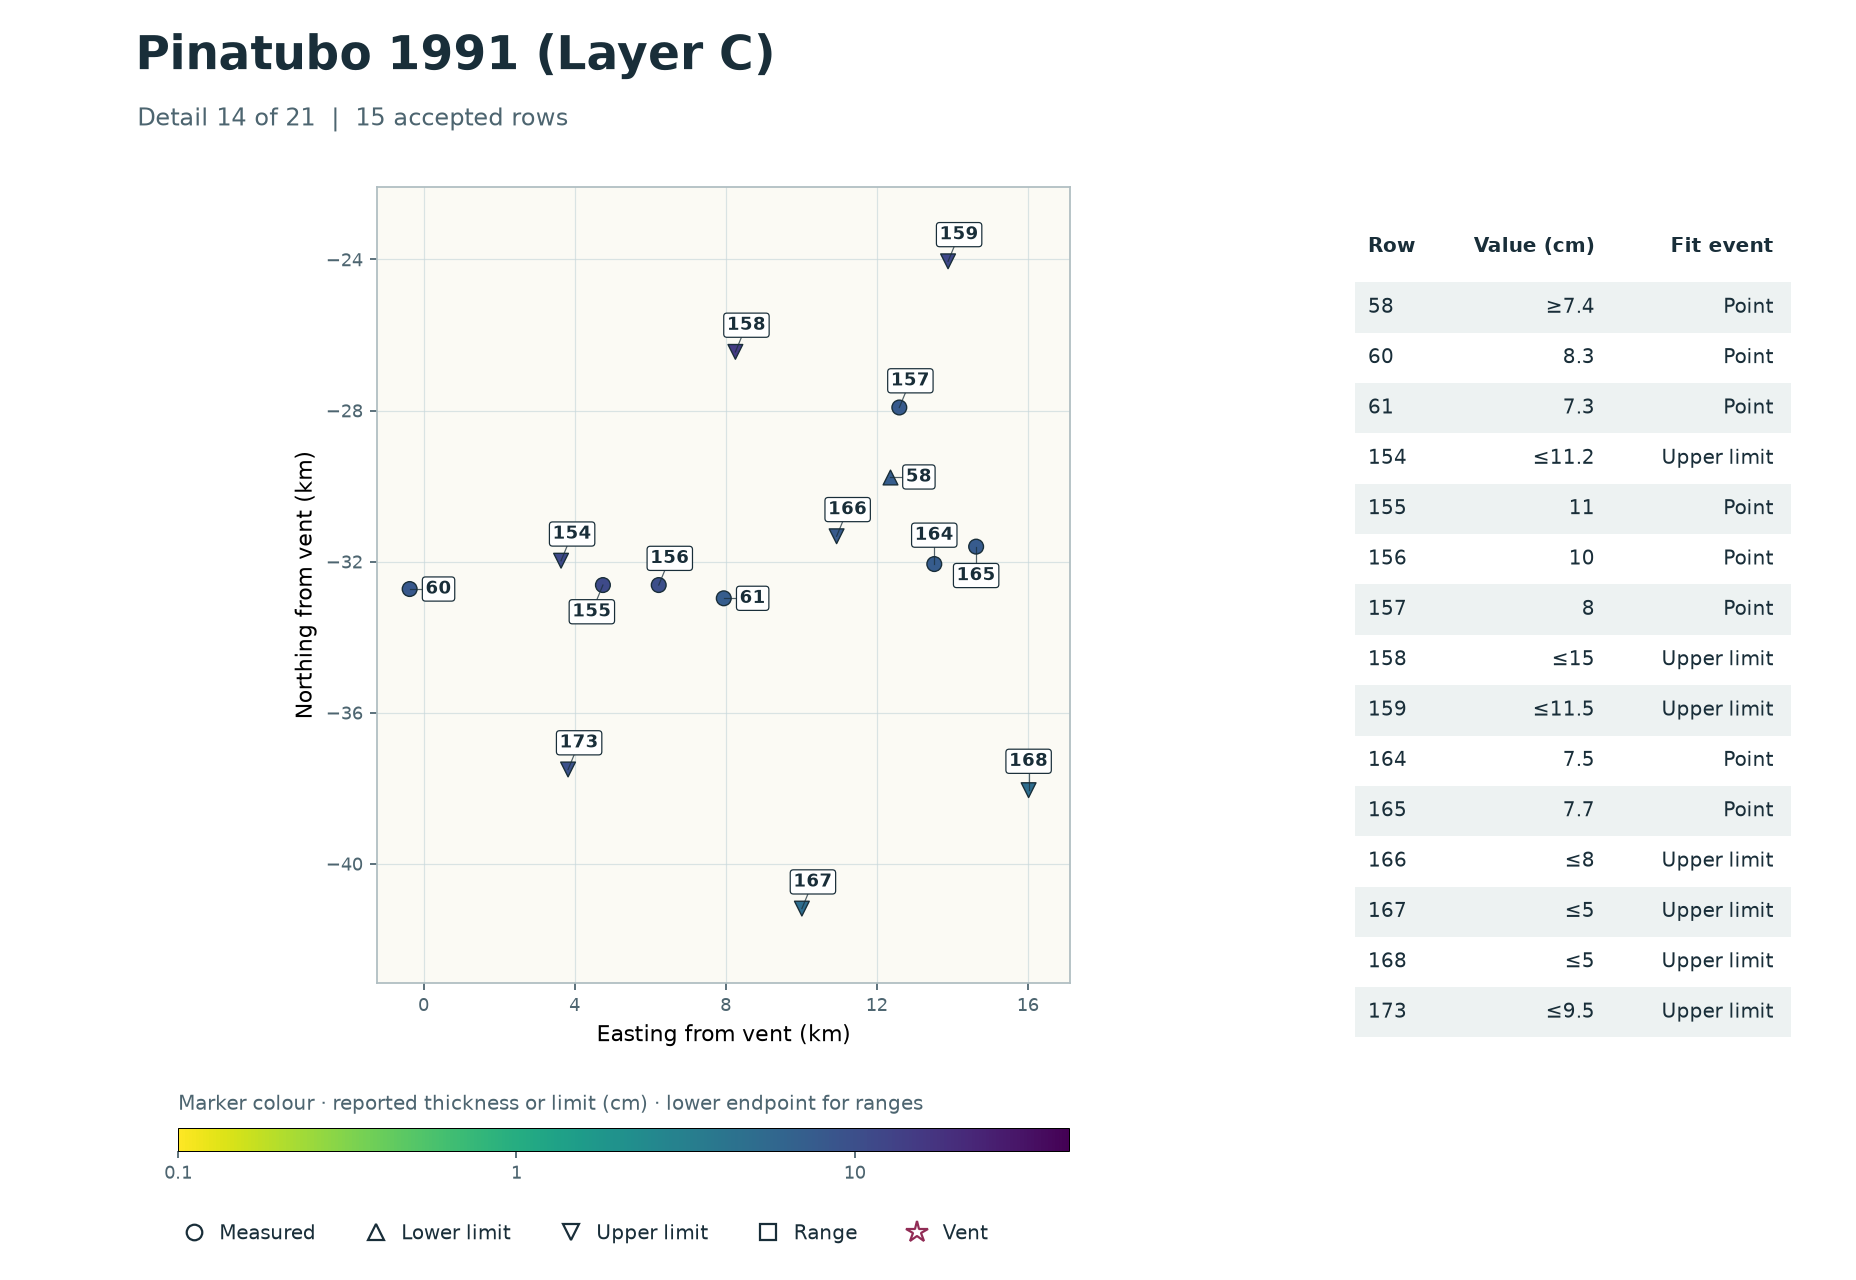 Pinatubo 1991 (Layer C)
Detail 14 of 21 | 15 accepted rows
159
158
157
58
166
154
164
156
165
60
61
155
173
168
167
−24
−28
−32
−36
−40
Northing from vent (km)
0 4 8 12 16
Easting from vent (km)
Row Value (cm) Fit event
58 ≥7.4 Point
60 8.3 Point
61 7.3 Point
154 ≤11.2 Upper limit
155 11 Point
156 10 Point
157 8 Point
158 ≤15 Upper limit
159 ≤11.5 Upper limit
164 7.5 Point
165 7.7 Point
166 ≤8 Upper limit
167 ≤5 Upper limit
168 ≤5 Upper limit
173 ≤9.5 Upper limit
Marker colour · reported thickness or limit (cm) · lower endpoint for ranges
0.1 1 10
Measured Lower limit Upper limit Range Vent